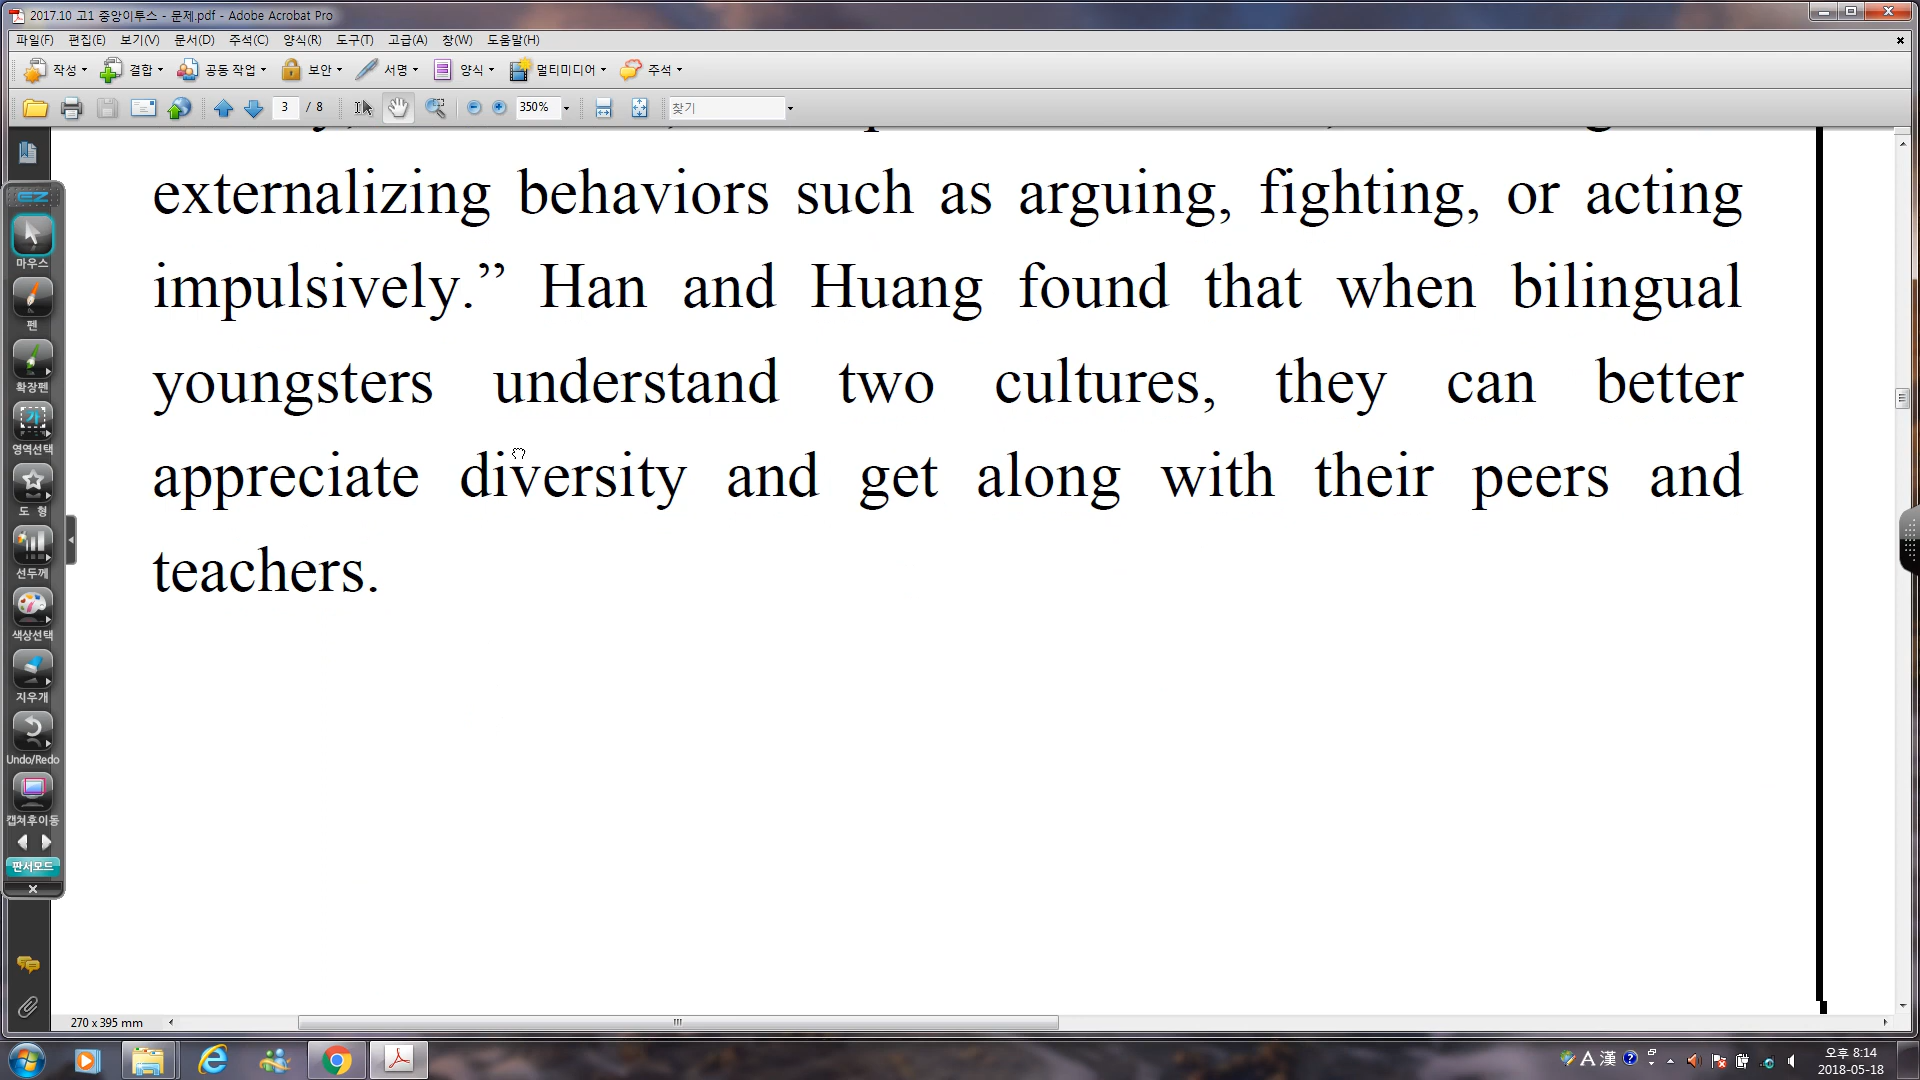 2017.10 고1 중앙이투스 - 문제.pdf - Adobe Acrobat Pro
파일(F) 편집(E) 보기(V) 문서(D) 주석(C) 양식(R) 도구(T) 고급(A) 창(W) 도움말(H)
작성 결합 공동 작업 보안 서명 양식 멀티미디어 주석
3 / 8 350% 찾기
externalizing behaviors such as arguing, fighting, or acting
impulsively.” Han and Huang found that when bilingual
youngsters understand two cultures, they can better
appreciate diversity and get along with their peers and
teachers.
EZ
마우스
펜
확장펜
가
영역선택
도 형
선두께
색상선택
지우개
Undo/Redo
캡쳐후이동
판서모드
270 x 395 mm
A 漢
오후 8:14
2018-05-18